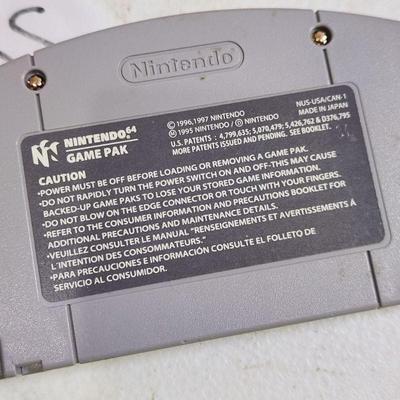 Nintendo
NINTENDO 64
GAME PAK
©1996,1997 NINTENDO
Ⓜ1995 NINTENDO / Ⓟ NINTENDO
NUS-USA/CAN-1
MADE IN JAPAN
U.S. PATENTS : 4,799,635; 5,070,479; 5,426,762 & D376,795
MORE PATENTS ISSUED AND PENDING. SEE BOOKLET.
CAUTION
•POWER MUST BE OFF BEFORE LOADING OR REMOVING A GAME PAK.
•DO NOT RAPIDLY TURN THE POWER SWITCH ON AND OFF-THIS MAY CAUSE
BACKED-UP GAME PAKS TO LOSE YOUR STORED GAME INFORMATION.
•DO NOT BLOW ON THE EDGE CONNECTOR OR TOUCH WITH YOUR FINGERS.
•REFER TO THE CONSUMER INFORMATION AND PRECAUTIONS BOOKLET FOR
ADDITIONAL PRECAUTIONS AND MAINTENANCE DETAILS.
•VEUILLEZ CONSULTER LE MANUAL "RENSEIGNEMENTS ET AVERTISSEMENTS À
L'INTENTION DES CONSOMMATEURS."
•PARA PRECAUCIONES E INFORMACIÓN CONSULTE EL FOLLETO DE
SERVICIO AL CONSUMIDOR.